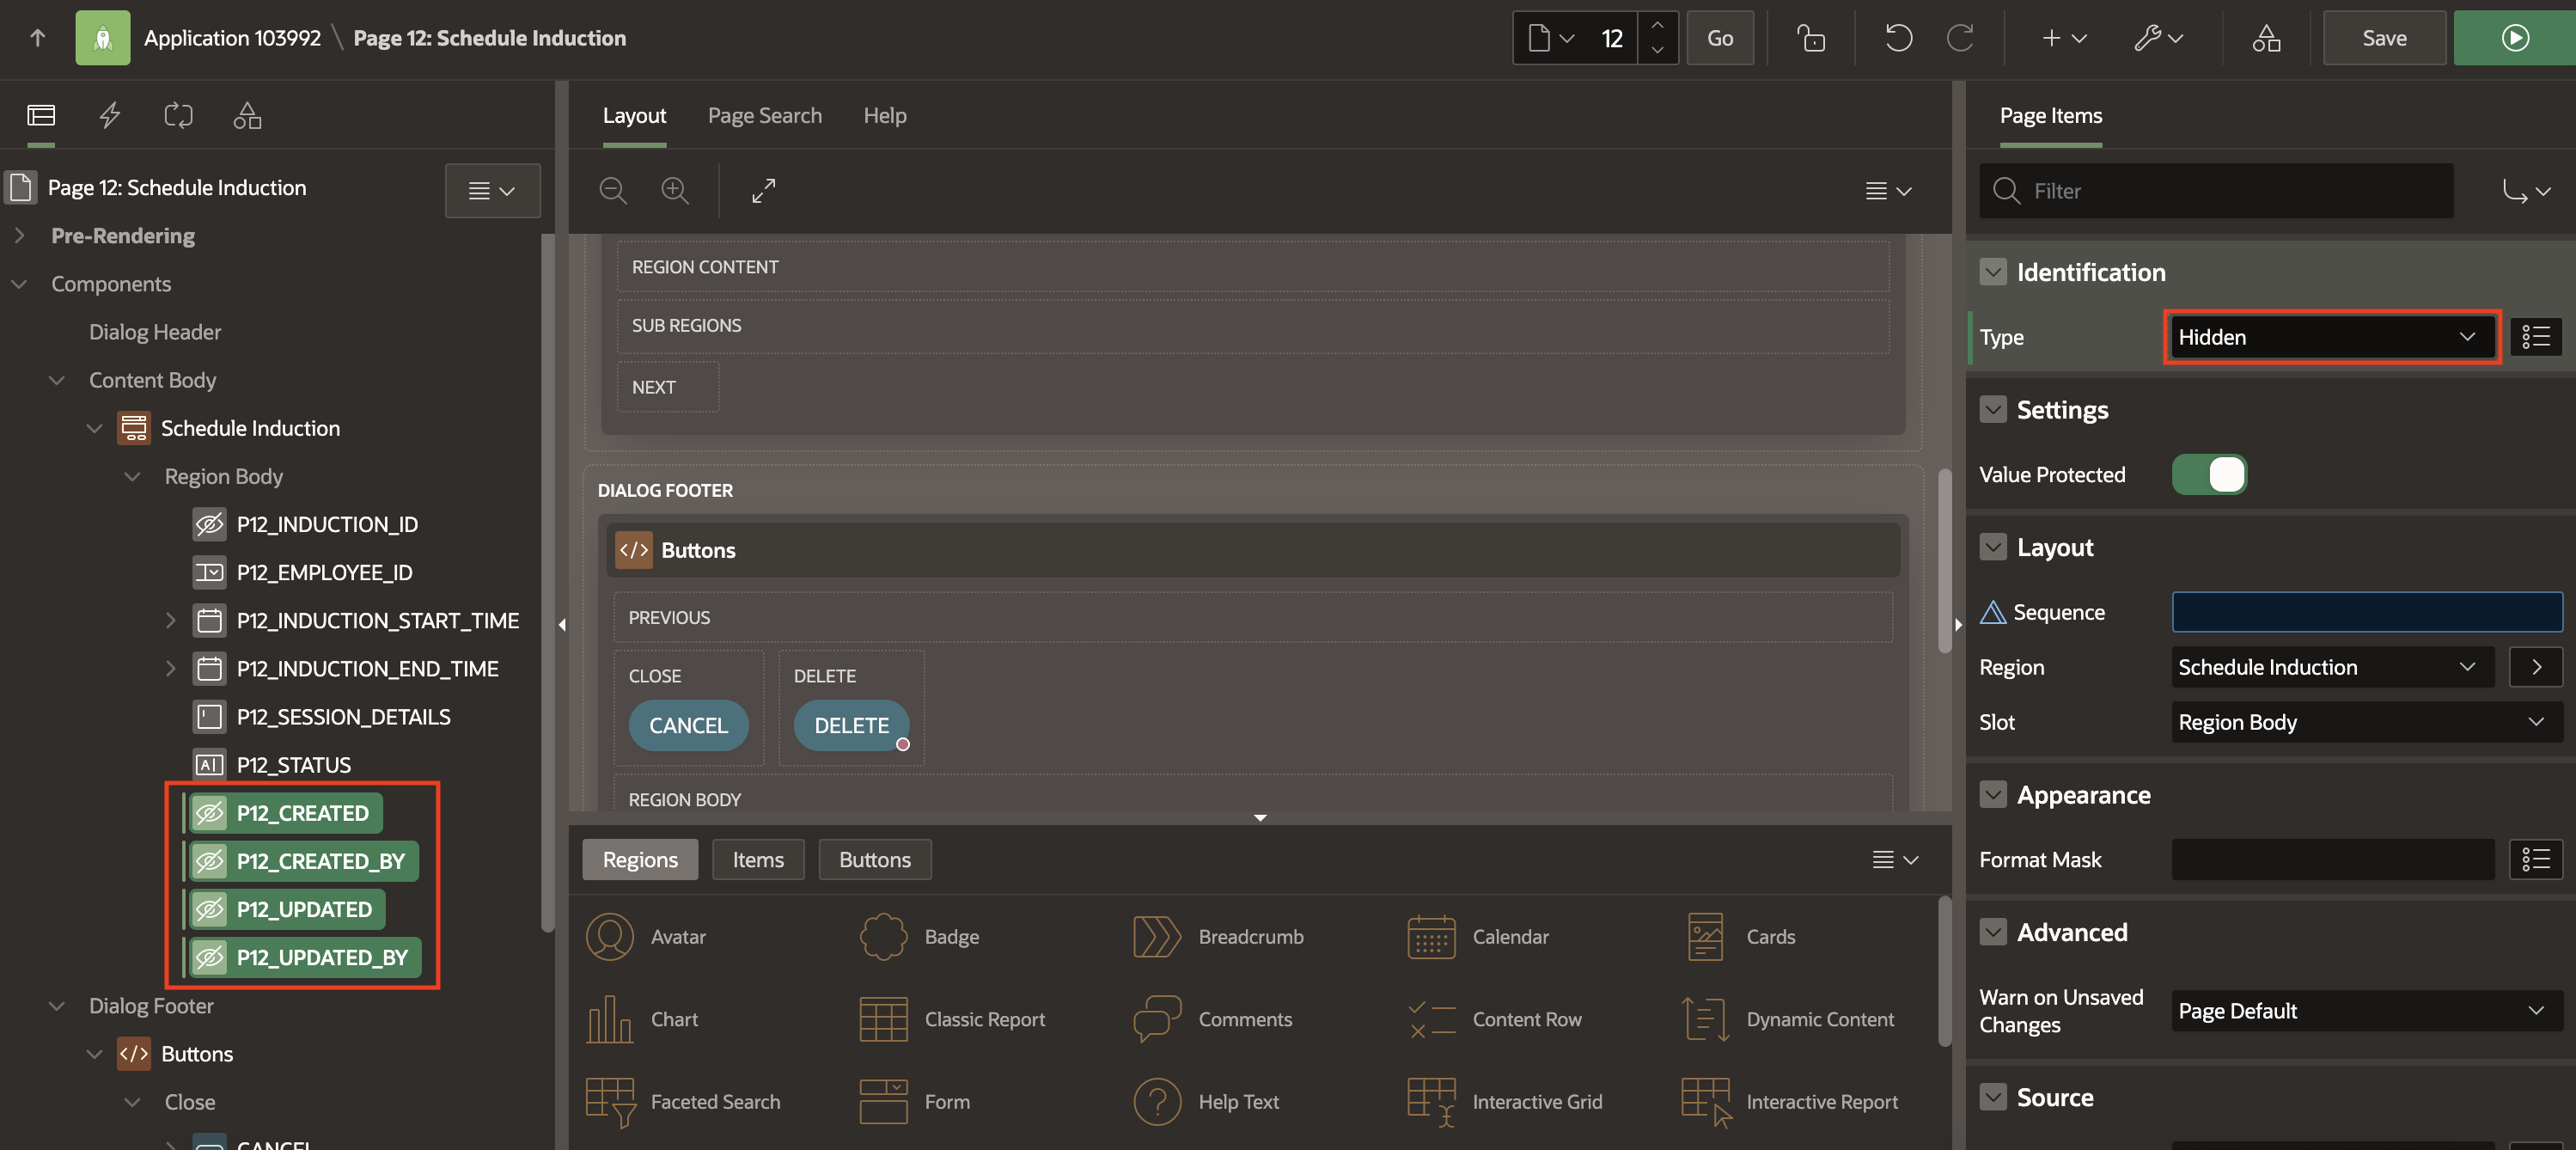 Application 103992 \ Page 12: Schedule Induction
12
Go
Save
Page 12: Schedule Induction
Pre-Rendering
Components
Dialog Header
Content Body
Schedule Induction
Region Body
P12_INDUCTION_ID
P12_EMPLOYEE_ID
P12_INDUCTION_START_TIME
P12_INDUCTION_END_TIME
P12_SESSION_DETAILS
P12_STATUS
P12_CREATED
P12_CREATED_BY
P12_UPDATED
P12_UPDATED_BY
Dialog Footer
Buttons
Close
CANCEL
Layout
Page Search
Help
REGION CONTENT
SUB REGIONS
NEXT
DIALOG FOOTER
Buttons
PREVIOUS
CLOSE
DELETE
CANCEL
DELETE
REGION BODY
Regions
Items
Buttons
Avatar
Badge
Breadcrumb
Calendar
Cards
Chart
Classic Report
Comments
Content Row
Dynamic Content
Faceted Search
Form
Help Text
Interactive Grid
Interactive Report
Page Items
Filter
Identification
Type
Hidden
Settings
Value Protected
Layout
Sequence
Region
Schedule Induction
Slot
Region Body
Appearance
Format Mask
Advanced
Warn on Unsaved
Changes
Page Default
Source